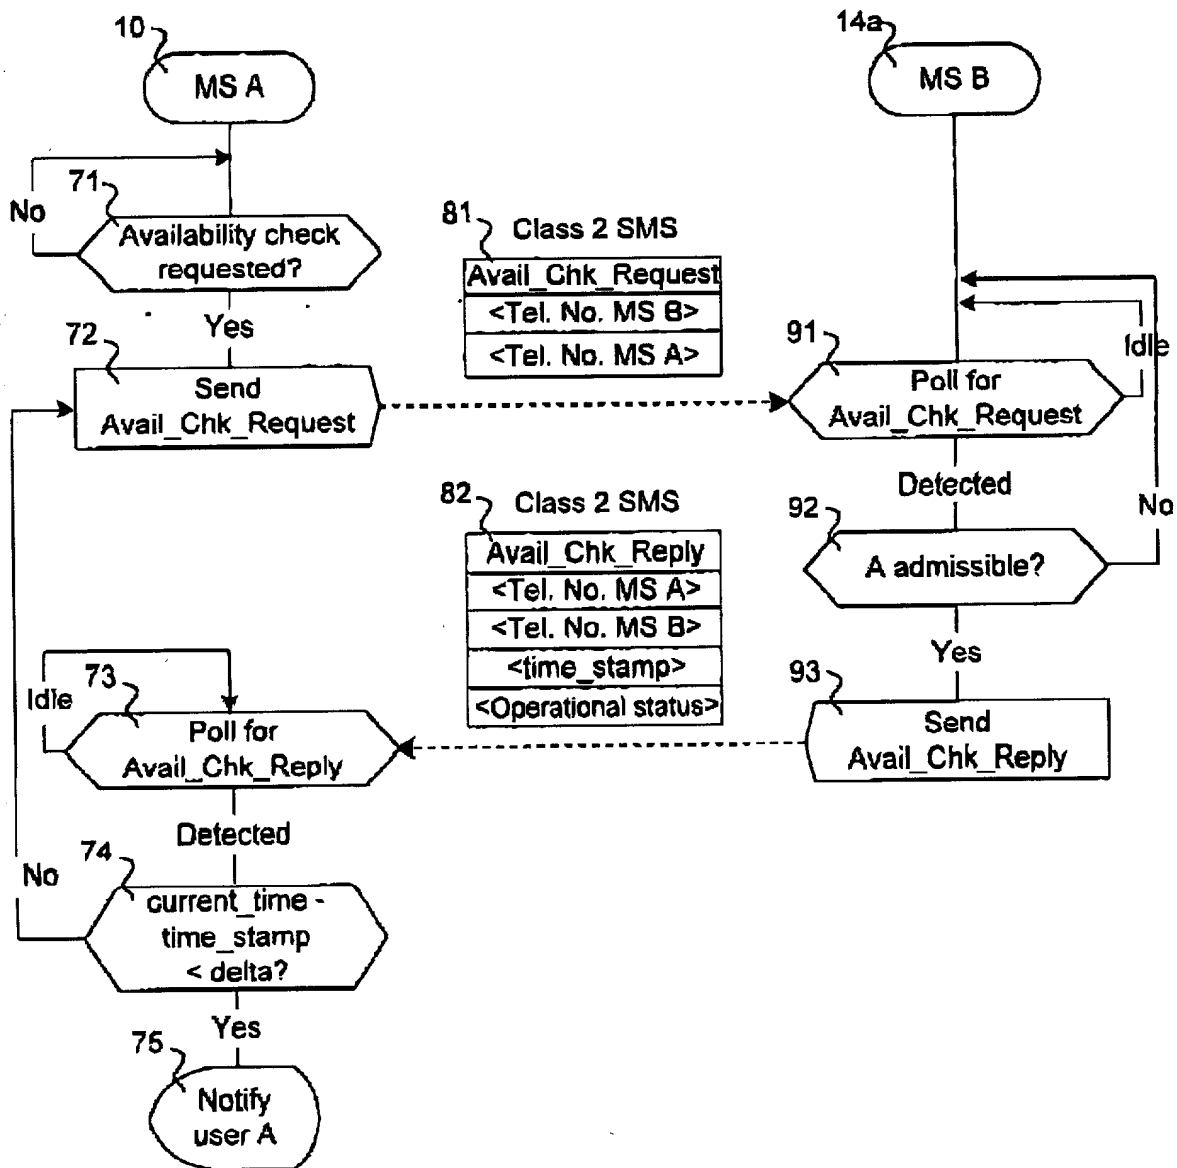 10
MS A
14a
MS B
71
No
Availability check
requested?
Yes
81
Class 2 SMS
Avail_Chk_Request
<Tel. No. MS B>
<Tel. No. MS A>
72
Send
Avail_Chk_Request
91
Poll for
Avail_Chk_Request
Idle
Detected
No
92
A admissible?
Yes
82
Class 2 SMS
Avail_Chk_Reply
<Tel. No. MS A>
<Tel. No. MS B>
<time_stamp>
<Operational status>
93
Send
Avail_Chk_Reply
73
Idle
Poll for
Avail_Chk_Reply
Detected
74
No
current_time -
time_stamp
< delta?
Yes
75
Notify
user A